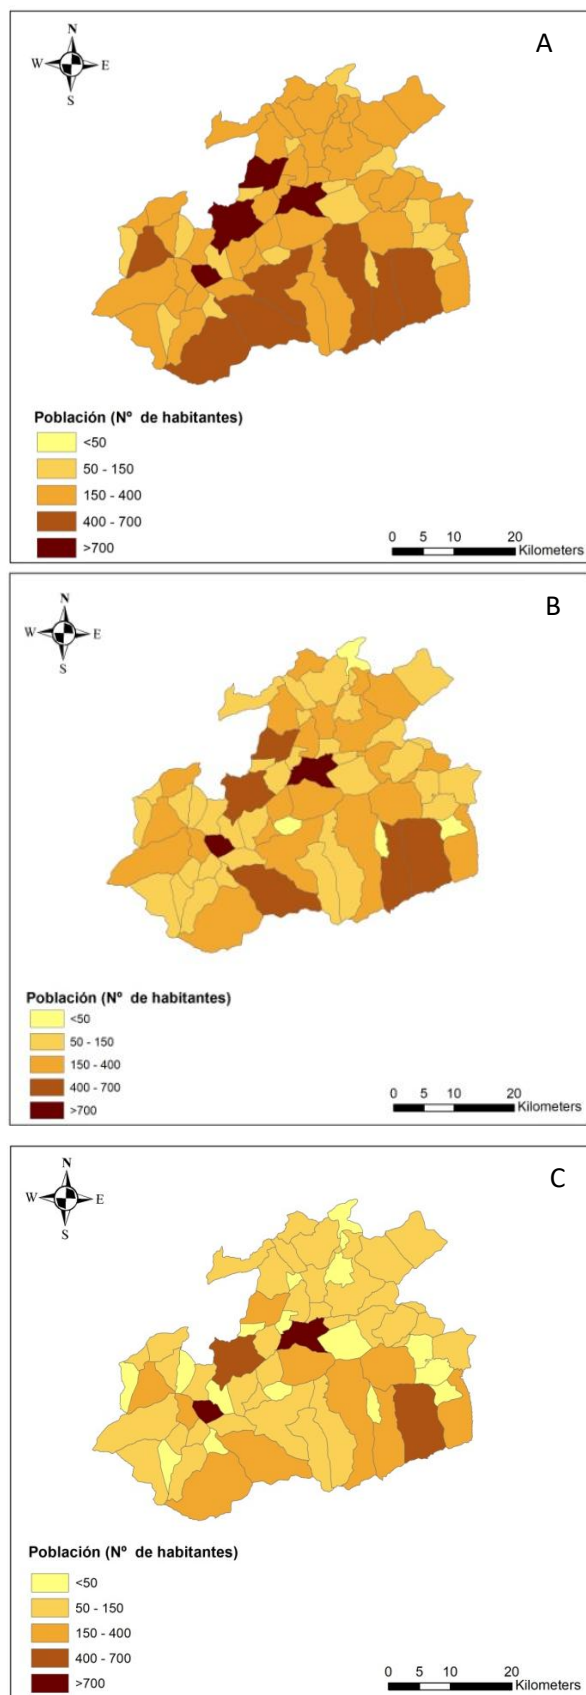 N
A
W E
S
Población (Nº de habitantes)
<50
50 - 150
150 - 400
400 - 700
>700
0 5 10 20
Kilometers
N
B
W E
S
Población (Nº de habitantes)
<50
50 - 150
150 - 400
400 - 700
>700
0 5 10 20
Kilometers
N
C
W E
S
Población (Nº de habitantes)
<50
50 - 150
150 - 400
400 - 700
>700
0 5 10 20
Kilometers